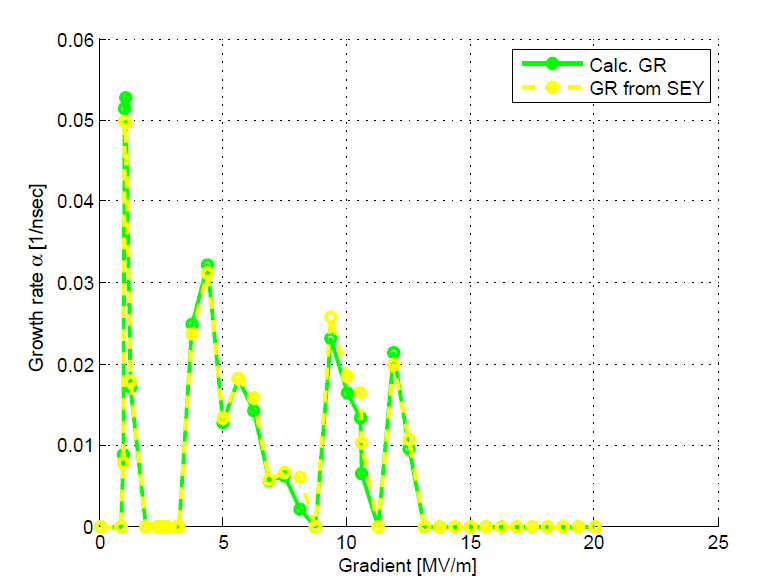 0.06
0.05
0.04
0.03
0.02
0.01
0
Growth rate α [1/nsec]
Calc. GR
GR from SEY
0 5 10 15 20 25
Gradient [MV/m]